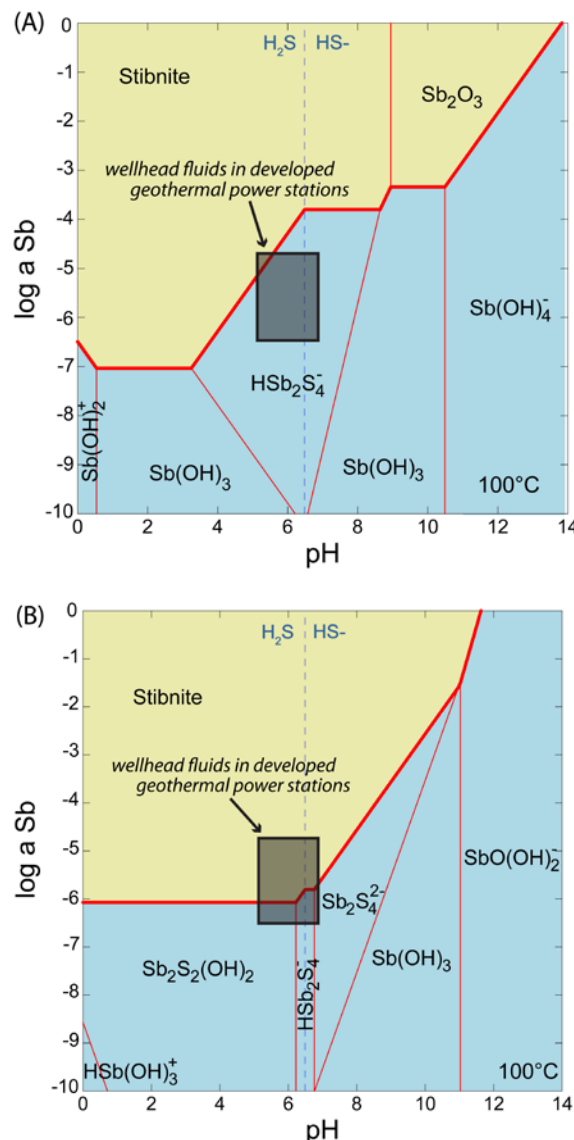 (A)
H₂S HS-
Stibnite
Sb₂O₃
wellhead fluids in developed
geothermal power stations
Sb(OH)₄⁻
HSb₂S₄⁻
Sb(OH)₂⁺
Sb(OH)₃
Sb(OH)₃
100°C
log a Sb
0
-1
-2
-3
-4
-5
-6
-7
-8
-9
-10
0 2 4 6 8 10 12 14
pH
(B)
H₂S HS-
Stibnite
wellhead fluids in developed
geothermal power stations
SbO(OH)₂⁻
Sb₂S₄²⁻
Sb₂S₂(OH)₂
HSb₂S₄⁻
Sb(OH)₃
HSb(OH)₃⁺
100°C
log a Sb
0
-1
-2
-3
-4
-5
-6
-7
-8
-9
-10
0 2 4 6 8 10 12 14
pH